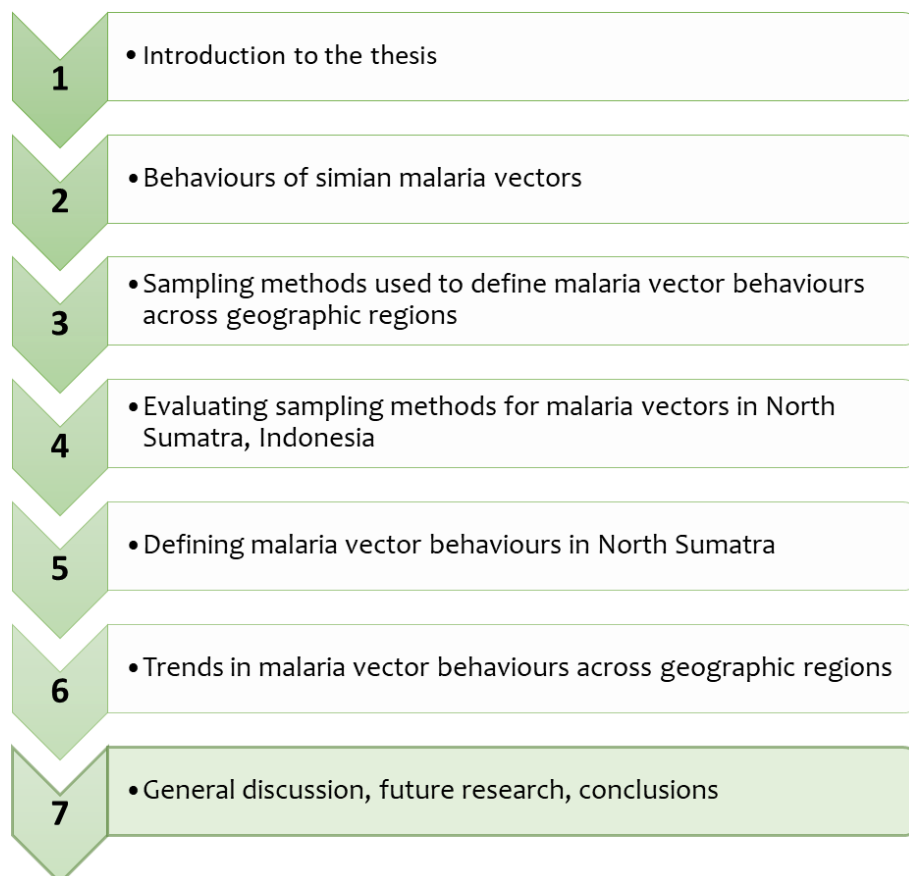 1
• Introduction to the thesis
2
• Behaviours of simian malaria vectors
3
• Sampling methods used to define malaria vector behaviours
across geographic regions
4
• Evaluating sampling methods for malaria vectors in North
Sumatra, Indonesia
5
• Defining malaria vector behaviours in North Sumatra
6
• Trends in malaria vector behaviours across geographic regions
7
• General discussion, future research, conclusions